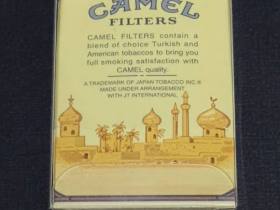 CAMEL
FILTERS
CAMEL FILTERS contain a
blend of choice Turkish and
American tobaccos to bring you
full smoking satisfaction with
CAMEL quality.
A TRADEMARK OF JAPAN TOBACCO INC.®
MADE UNDER ARRANGEMENT
WITH JT INTERNATIONAL.